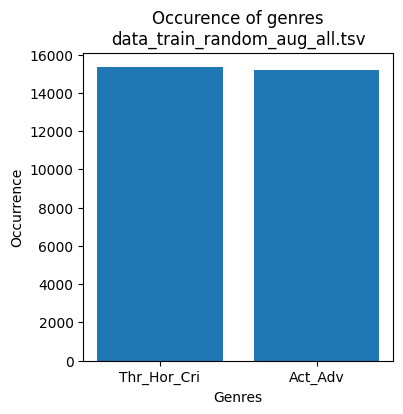 Occurence of genres
data_train_random_aug_all.tsv
16000
14000
12000
10000
8000
6000
4000
2000
0
Occurrence
Thr_Hor_Cri
Act_Adv
Genres